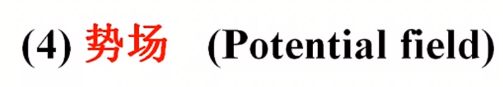 (4) 势场 (Potential field)